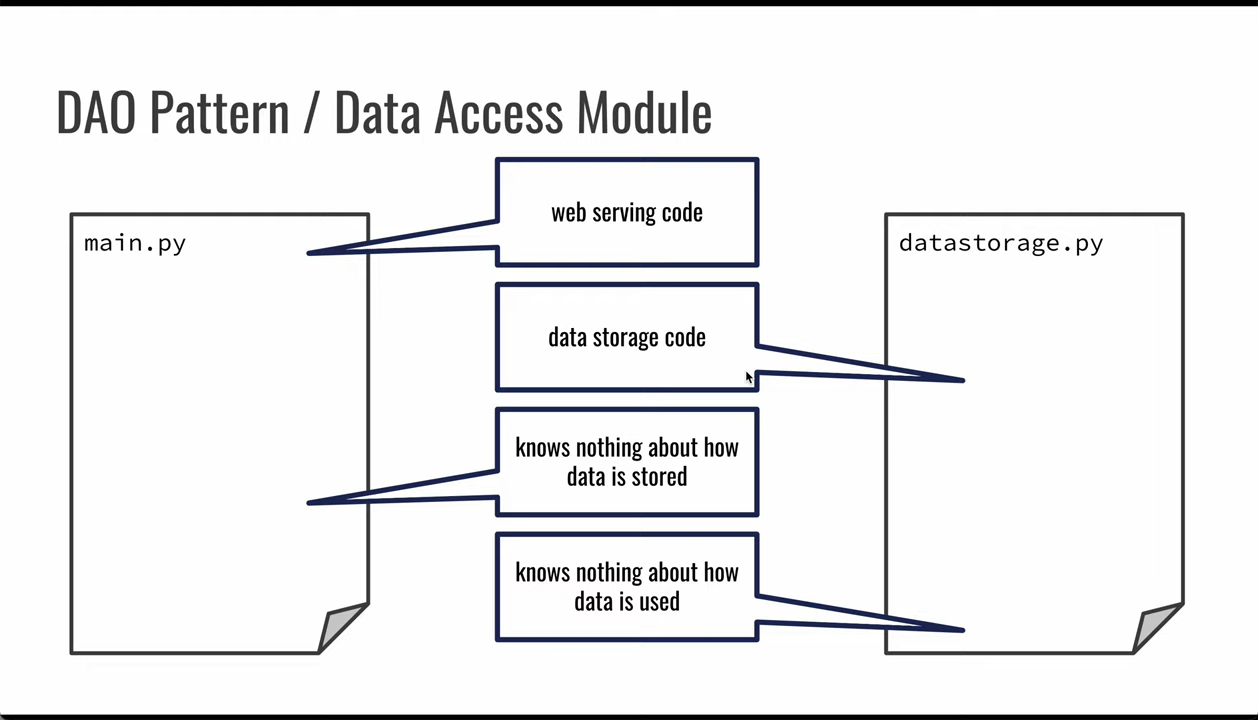 DAO Pattern / Data Access Module
main.py
web serving code
datastorage.py
data storage code
knows nothing about how
data is stored
knows nothing about how
data is used